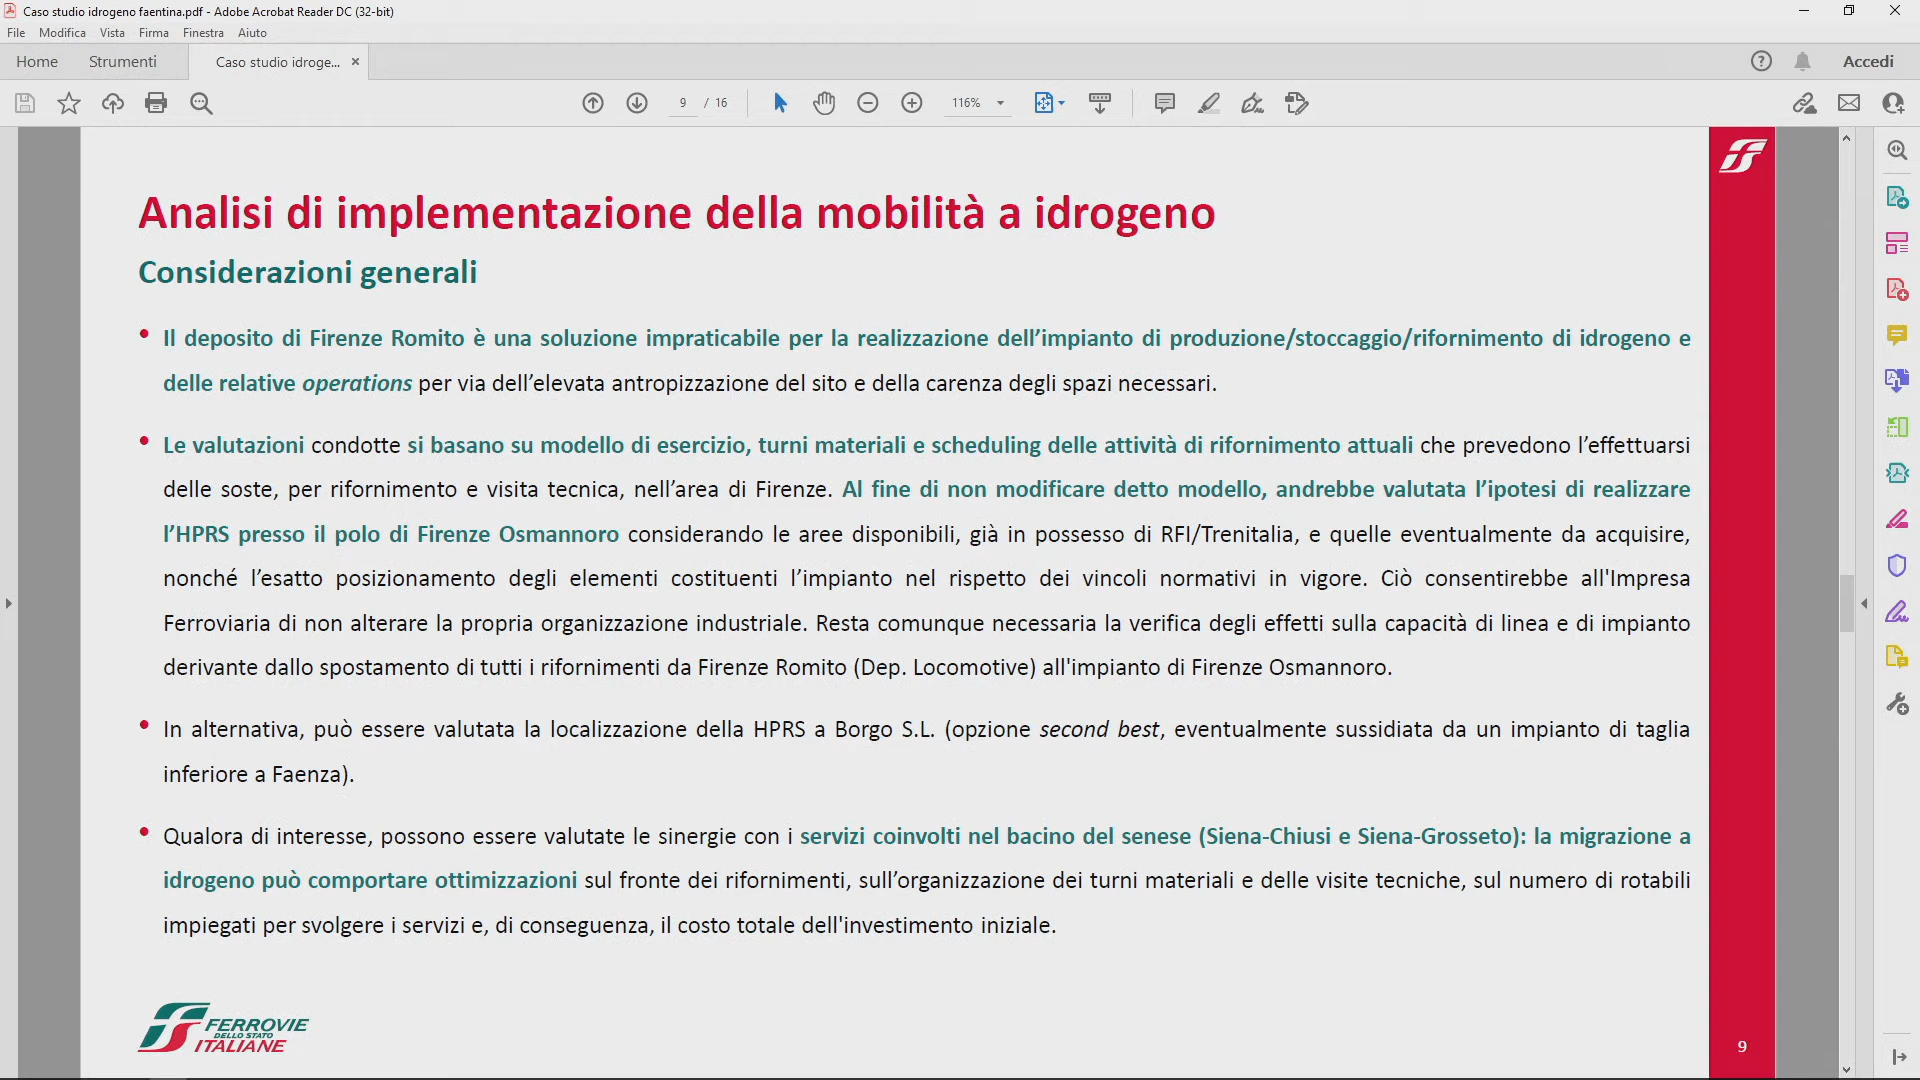 Caso studio idrogeno faentina.pdf - Adobe Acrobat Reader DC (32-bit)
File Modifica Vista Firma Finestra Aiuto
Home Strumenti Caso studio idroge... × Accedi
9 / 16 116%
Analisi di implementazione della mobilità a idrogeno
Considerazioni generali
• Il deposito di Firenze Romito è una soluzione impraticabile per la realizzazione dell’impianto di produzione/stoccaggio/rifornimento di idrogeno e
delle relative operations per via dell’elevata antropizzazione del sito e della carenza degli spazi necessari.
• Le valutazioni condotte si basano su modello di esercizio, turni materiali e scheduling delle attività di rifornimento attuali che prevedono l’effettuarsi
delle soste, per rifornimento e visita tecnica, nell’area di Firenze. Al fine di non modificare detto modello, andrebbe valutata l’ipotesi di realizzare
l’HPRS presso il polo di Firenze Osmannoro considerando le aree disponibili, già in possesso di RFI/Trenitalia, e quelle eventualmente da acquisire,
nonché l’esatto posizionamento degli elementi costituenti l’impianto nel rispetto dei vincoli normativi in vigore. Ciò consentirebbe all'Impresa
Ferroviaria di non alterare la propria organizzazione industriale. Resta comunque necessaria la verifica degli effetti sulla capacità di linea e di impianto
derivante dallo spostamento di tutti i rifornimenti da Firenze Romito (Dep. Locomotive) all'impianto di Firenze Osmannoro.
• In alternativa, può essere valutata la localizzazione della HPRS a Borgo S.L. (opzione second best, eventualmente sussidiata da un impianto di taglia
inferiore a Faenza).
• Qualora di interesse, possono essere valutate le sinergie con i servizi coinvolti nel bacino del senese (Siena-Chiusi e Siena-Grosseto): la migrazione a
idrogeno può comportare ottimizzazioni sul fronte dei rifornimenti, sull’organizzazione dei turni materiali e delle visite tecniche, sul numero di rotabili
impiegati per svolgere i servizi e, di conseguenza, il costo totale dell'investimento iniziale.
FERROVIE
DELLO STATO
ITALIANE
9